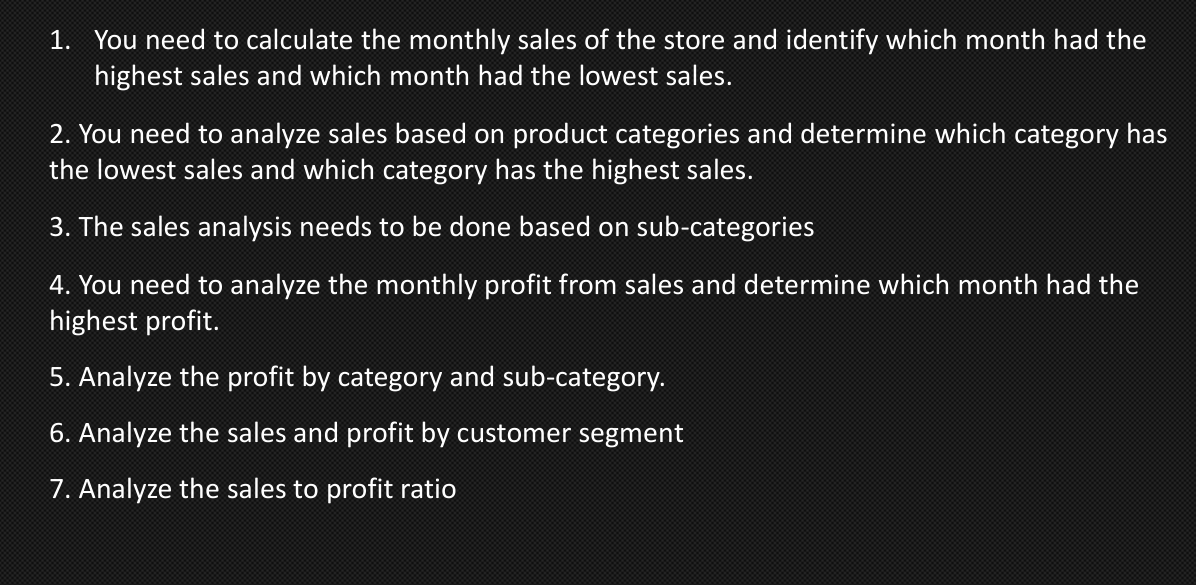 1. You need to calculate the monthly sales of the store and identify which month had the
highest sales and which month had the lowest sales.
2. You need to analyze sales based on product categories and determine which category has
the lowest sales and which category has the highest sales.
3. The sales analysis needs to be done based on sub-categories
4. You need to analyze the monthly profit from sales and determine which month had the
highest profit.
5. Analyze the profit by category and sub-category.
6. Analyze the sales and profit by customer segment
7. Analyze the sales to profit ratio